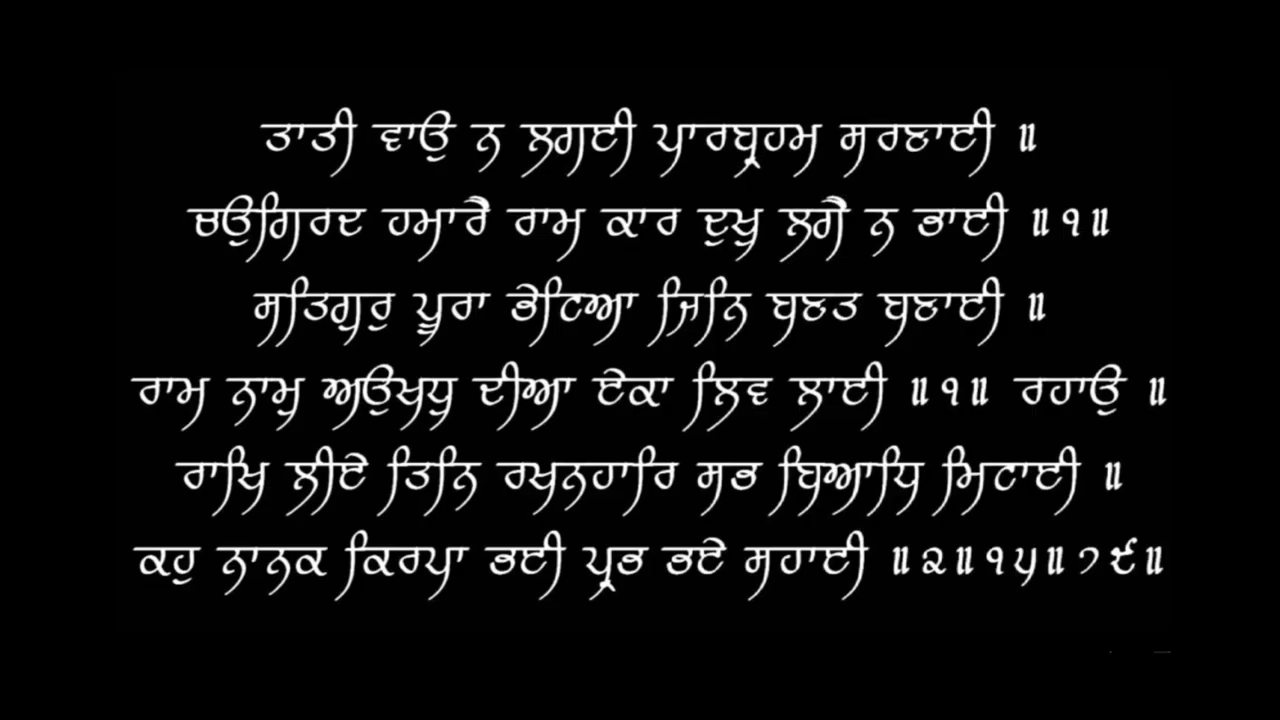 ਤਾਤੀ ਵਾਉ ਨ ਲਗਈ ਪਾਰਬ੍ਰਹਮ ਸਰਣਾਈ ॥
ਚਉਗਿਰਦ ਹਮਾਰੈ ਰਾਮ ਕਾਰ ਦੁਖੁ ਲਗੈ ਨ ਭਾਈ ॥੧॥
ਸਤਿਗੁਰੁ ਪੂਰਾ ਭੇਟਿਆ ਜਿਨਿ ਬਣਤ ਬਣਾਈ ॥
ਰਾਮ ਨਾਮੁ ਅਉਖਧੁ ਦੀਆ ਏਕਾ ਲਿਵ ਲਾਈ ॥੧॥ ਰਹਾਉ ॥
ਰਾਖਿ ਲੀਏ ਤਿਨਿ ਰਖਨਹਾਰਿ ਸਭ ਬਿਆਧਿ ਮਿਟਾਈ ॥
ਕਹੁ ਨਾਨਕ ਕਿਰਪਾ ਭਈ ਪ੍ਰਭ ਭਏ ਸਹਾਈ ॥੨॥੧੫॥੭੯॥